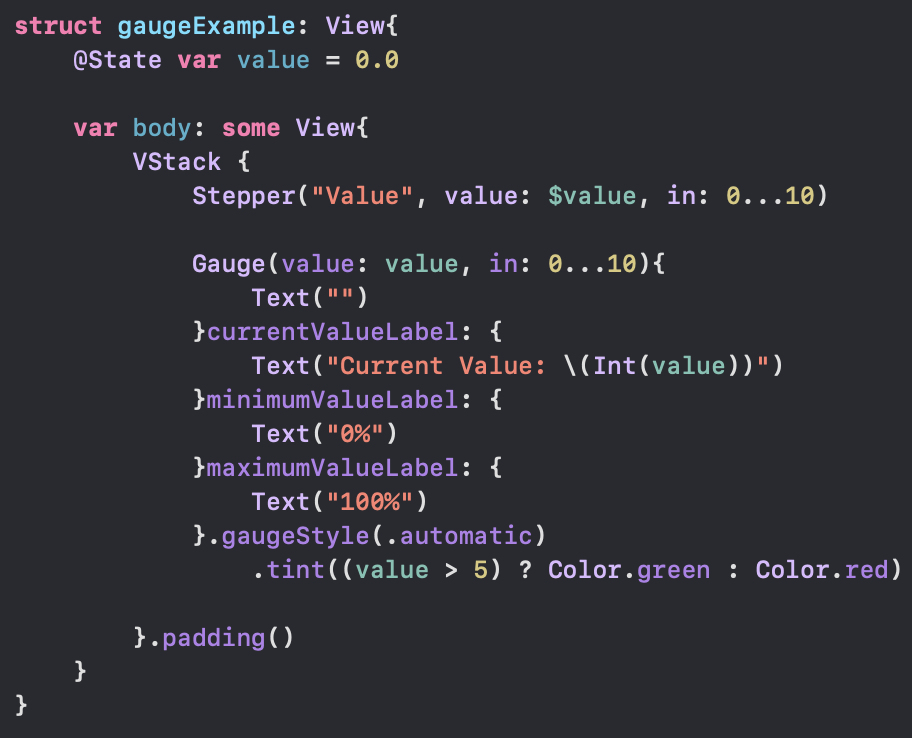 struct gaugeExample: View{
    @State var value = 0.0

    var body: some View{
        VStack {
            Stepper("Value", value: $value, in: 0...10)

            Gauge(value: value, in: 0...10){
                Text("")
            }currentValueLabel: {
                Text("Current Value: \(Int(value))")
            }minimumValueLabel: {
                Text("0%")
            }maximumValueLabel: {
                Text("100%")
            }.gaugeStyle(.automatic)
                .tint((value > 5) ? Color.green : Color.red)

        }.padding()
    }
}